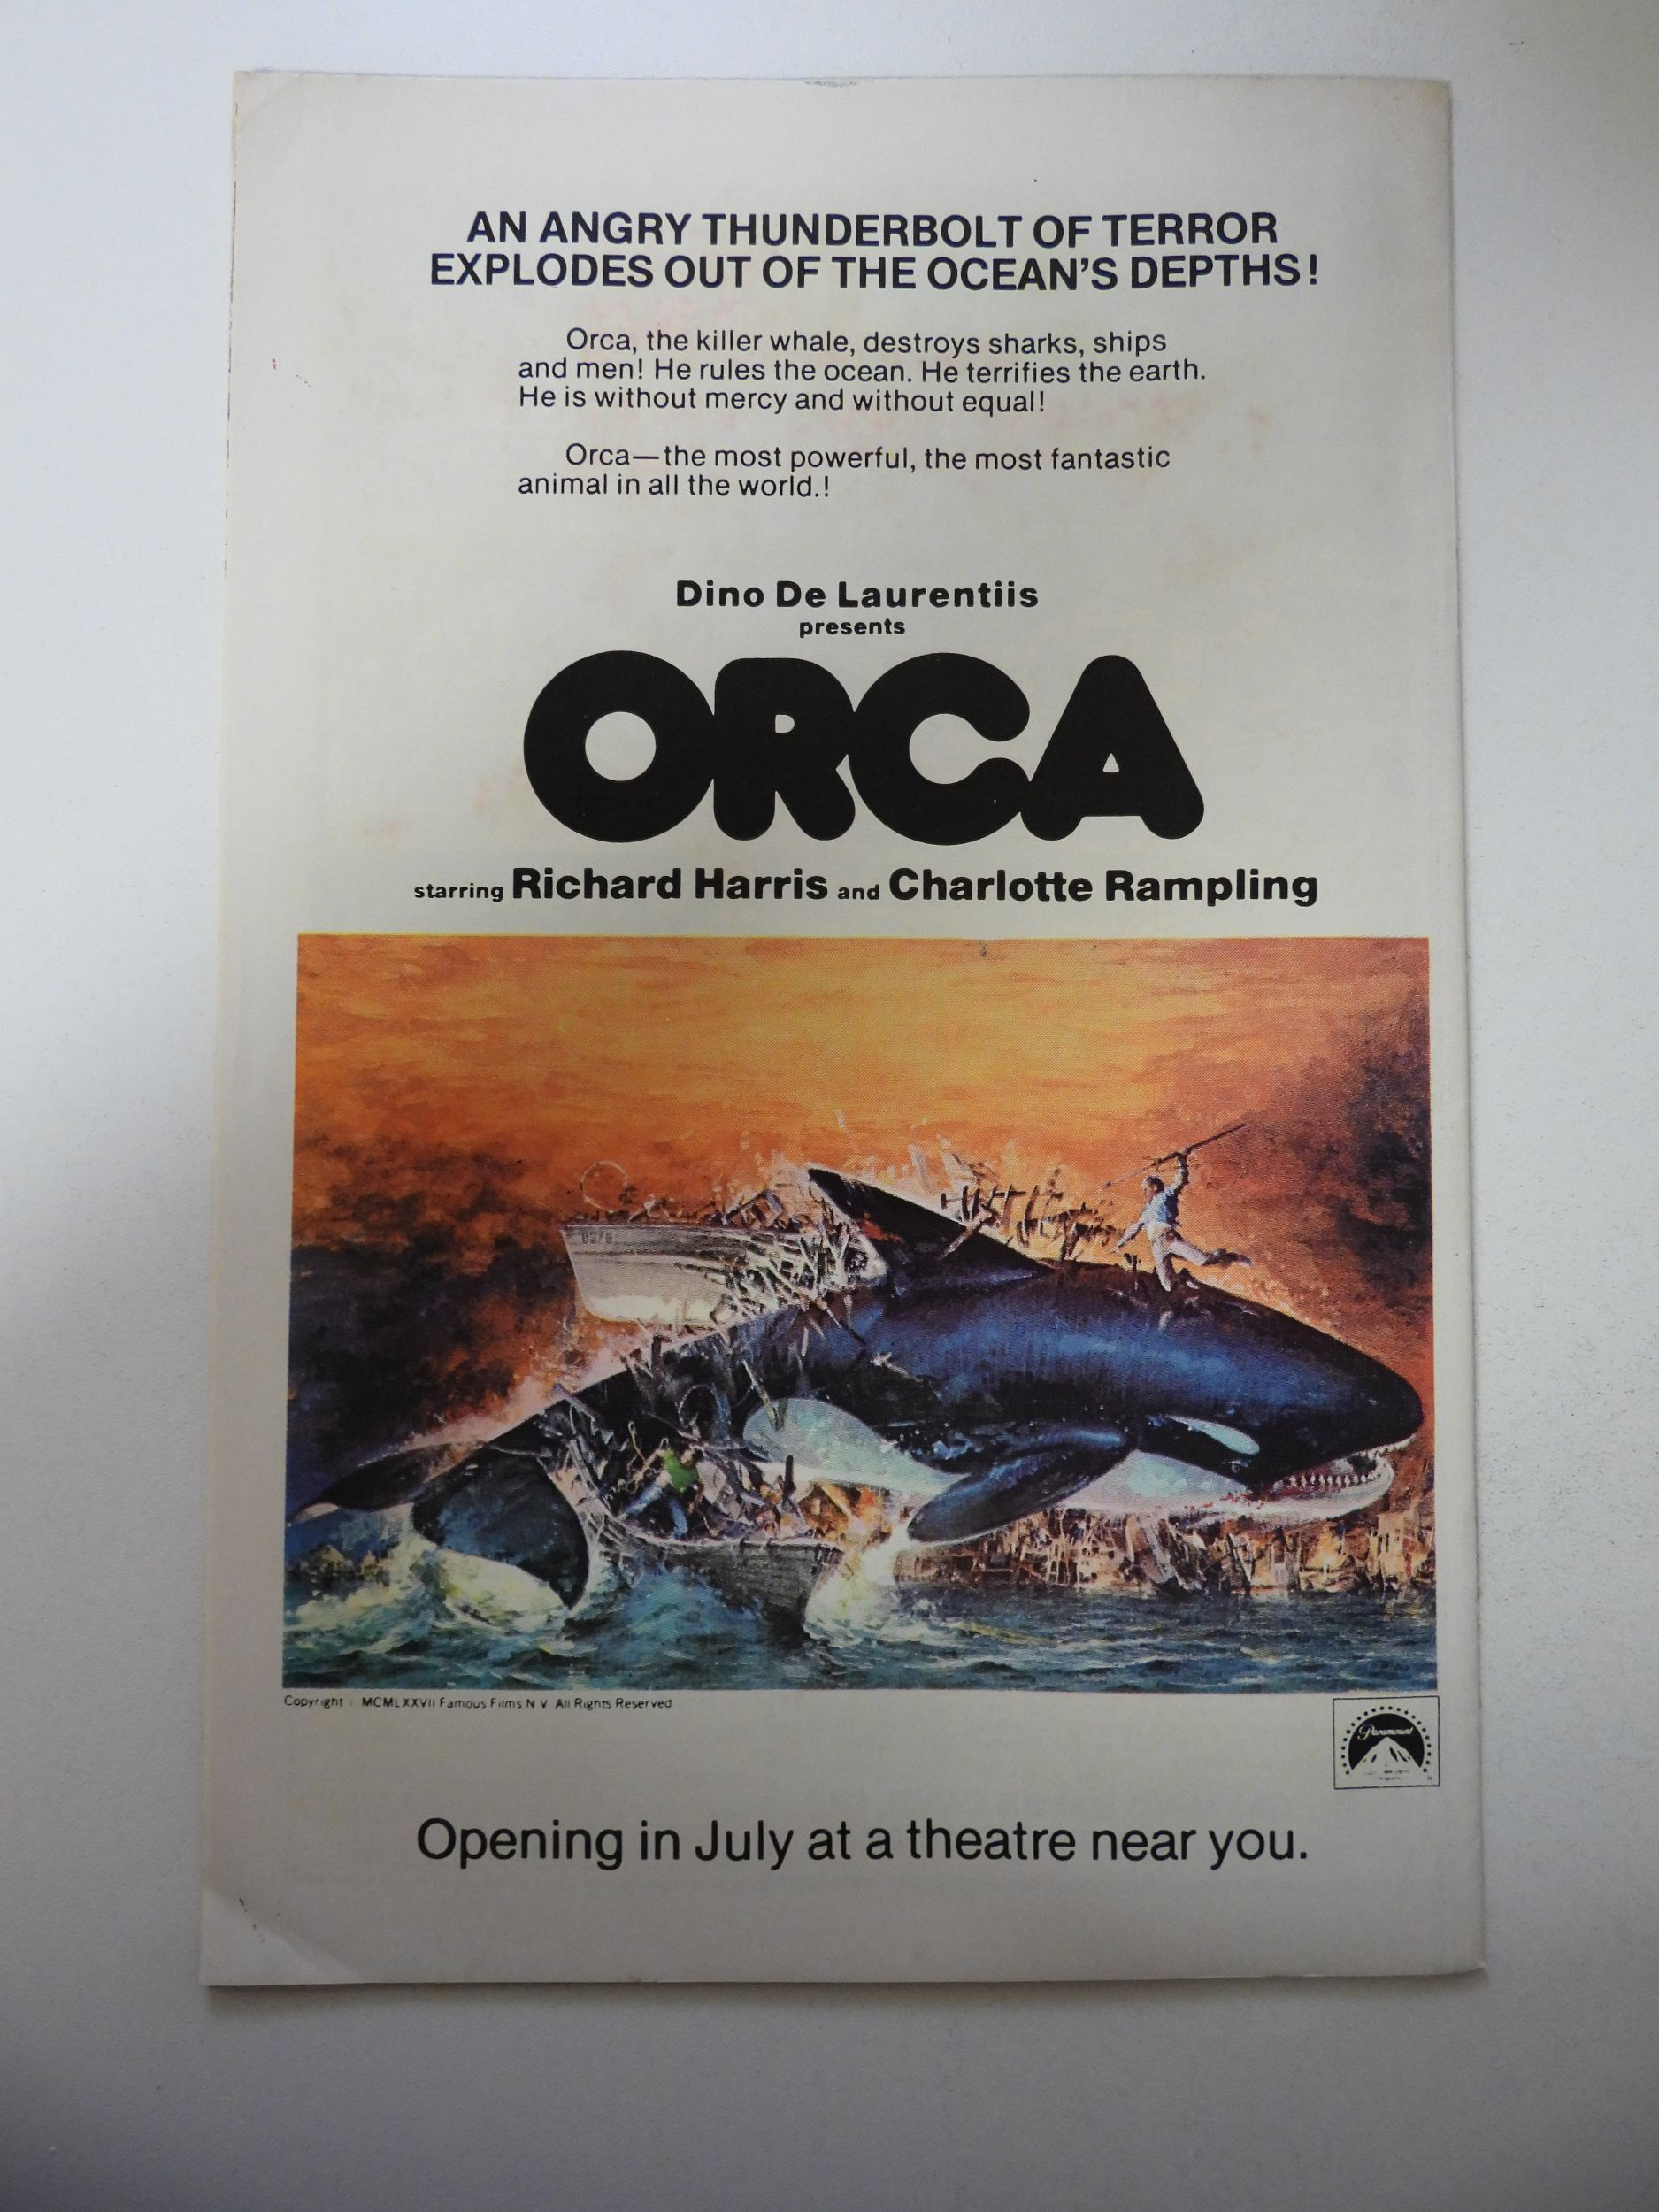 AN ANGRY THUNDERBOLT OF TERROR
EXPLODES OUT OF THE OCEAN'S DEPTHS!
Orca, the killer whale, destroys sharks, ships
and men! He rules the ocean. He terrifies the earth.
He is without mercy and without equal!
Orca—the most powerful, the most fantastic
animal in all the world.!
Dino De Laurentiis
presents
ORCA
starring Richard Harris and Charlotte Rampling
Copyright MCMLXXVII Famous Films N V All Rights Reserved
Paramount
Opening in July at a theatre near you.